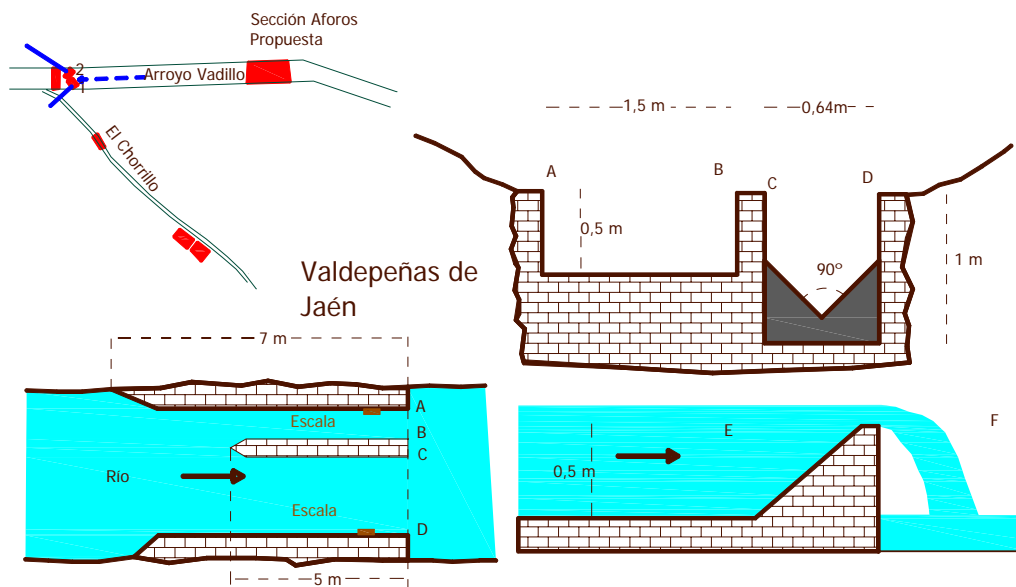 Sección Aforos
Propuesta
2
1
Arroyo Vadillo
El Chorrillo
Valdepeñas de
Jaén
1,5 m
0,64m
A
B
C
D
0,5 m
90º
1 m
7 m
Escala
A
B
C
Río
Escala
D
5 m
E
F
0,5 m